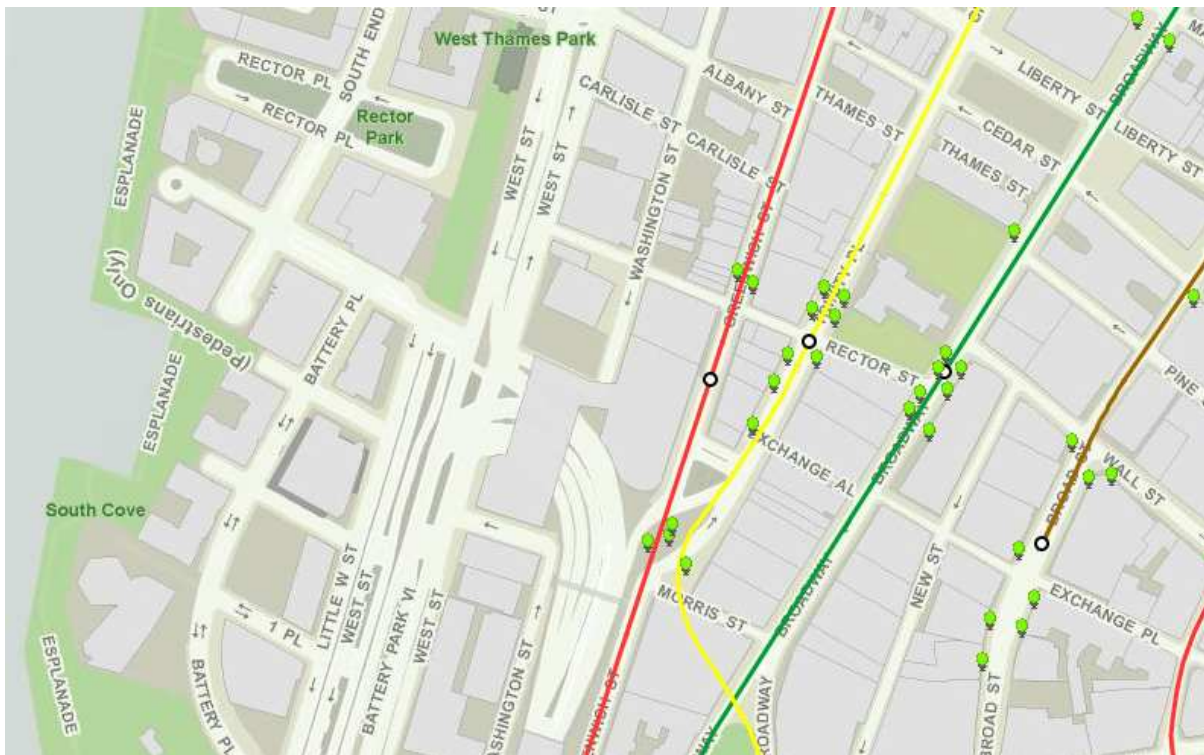 West Thames Park
RECTOR PL
SOUTH END
RECTOR PL
Rector
Park
ESPLANADE
WEST ST
WEST ST
CARLISLE ST
CARLISLE ST
ALBANY ST
THAMES ST
LIBERTY ST
LIBERTY ST
CEDAR ST
THAMES ST
BROADWAY
WASHINGTON ST
GREENWICH ST
(Pedestrians Only)
BATTERY PL
ESPLANADE
RECTOR ST
PINE
EXCHANGE AL
BROADWAY
BROAD ST
WALL ST
South Cove
NEW ST
BROADWAY
MORRIS ST
EXCHANGE PL
1 PL
LITTLE W ST
WEST ST
BATTERY PARK VI
WEST ST
ESPLANADE
BATTERY PL
BROAD ST